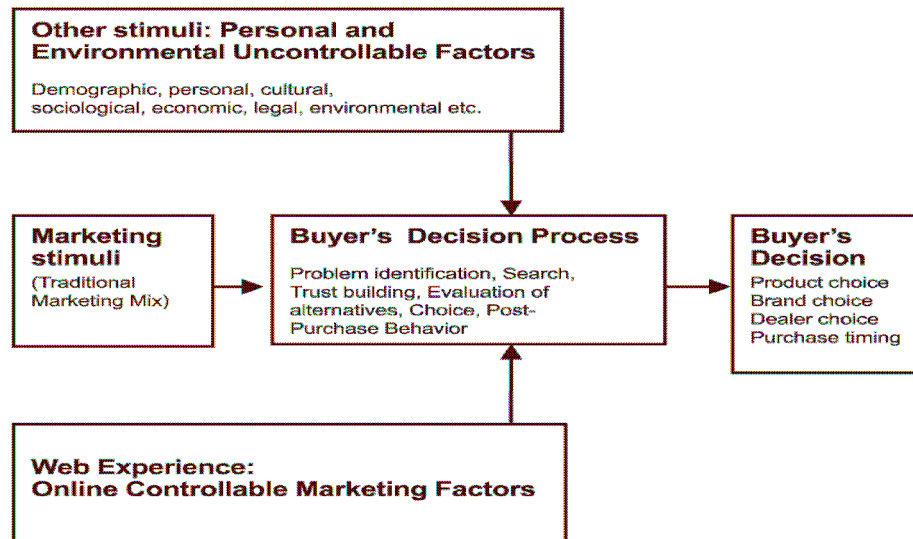 Other stimuli: Personal and
Environmental Uncontrollable Factors
Demographic, personal, cultural,
sociological, economic, legal, environmental etc.
Marketing
stimuli
(Traditional
Marketing Mix)
Buyer's Decision Process
Problem identification, Search,
Trust building, Evaluation of
alternatives, Choice, Post-
Purchase Behavior
Buyer's
Decision
Product choice
Brand choice
Dealer choice
Purchase timing
Web Experience:
Online Controllable Marketing Factors